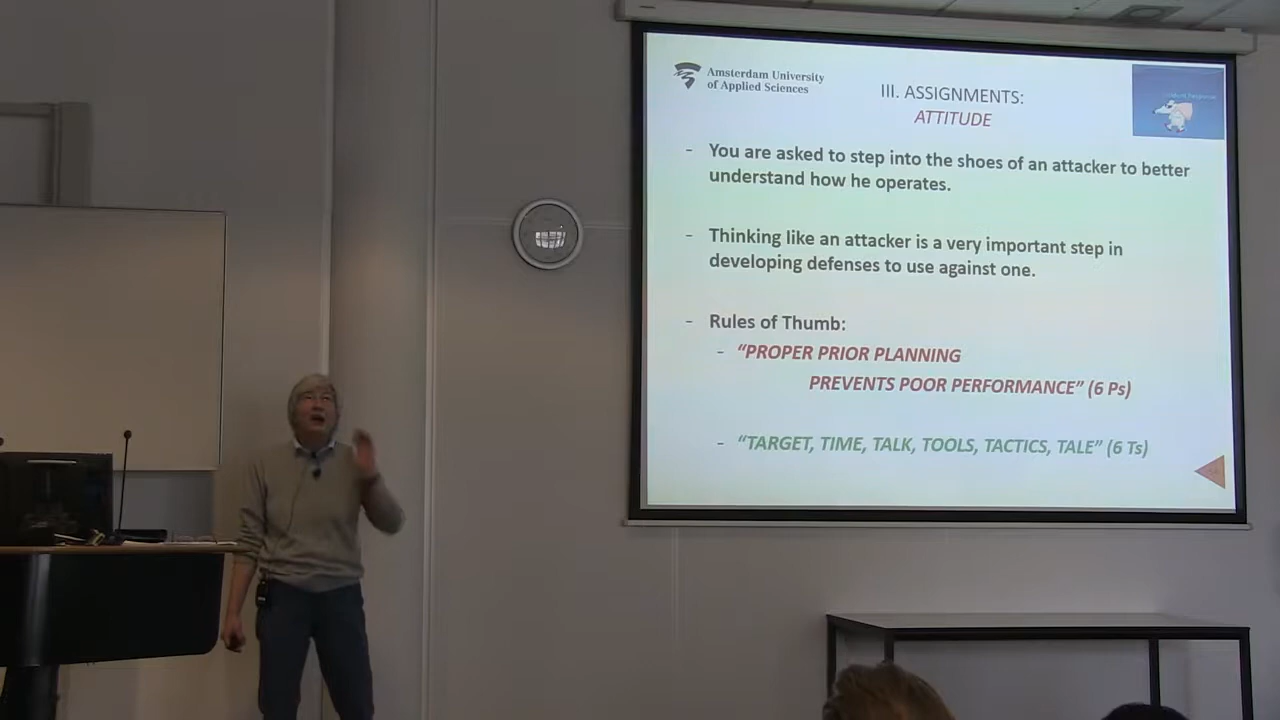 Amsterdam University
of Applied Sciences
III. ASSIGNMENTS:
ATTITUDE
- You are asked to step into the shoes of an attacker to better
understand how he operates.
- Thinking like an attacker is a very important step in
developing defenses to use against one.
- Rules of Thumb:
- “PROPER PRIOR PLANNING
PREVENTS POOR PERFORMANCE” (6 Ps)
- “TARGET, TIME, TALK, TOOLS, TACTICS, TALE” (6 Ts)